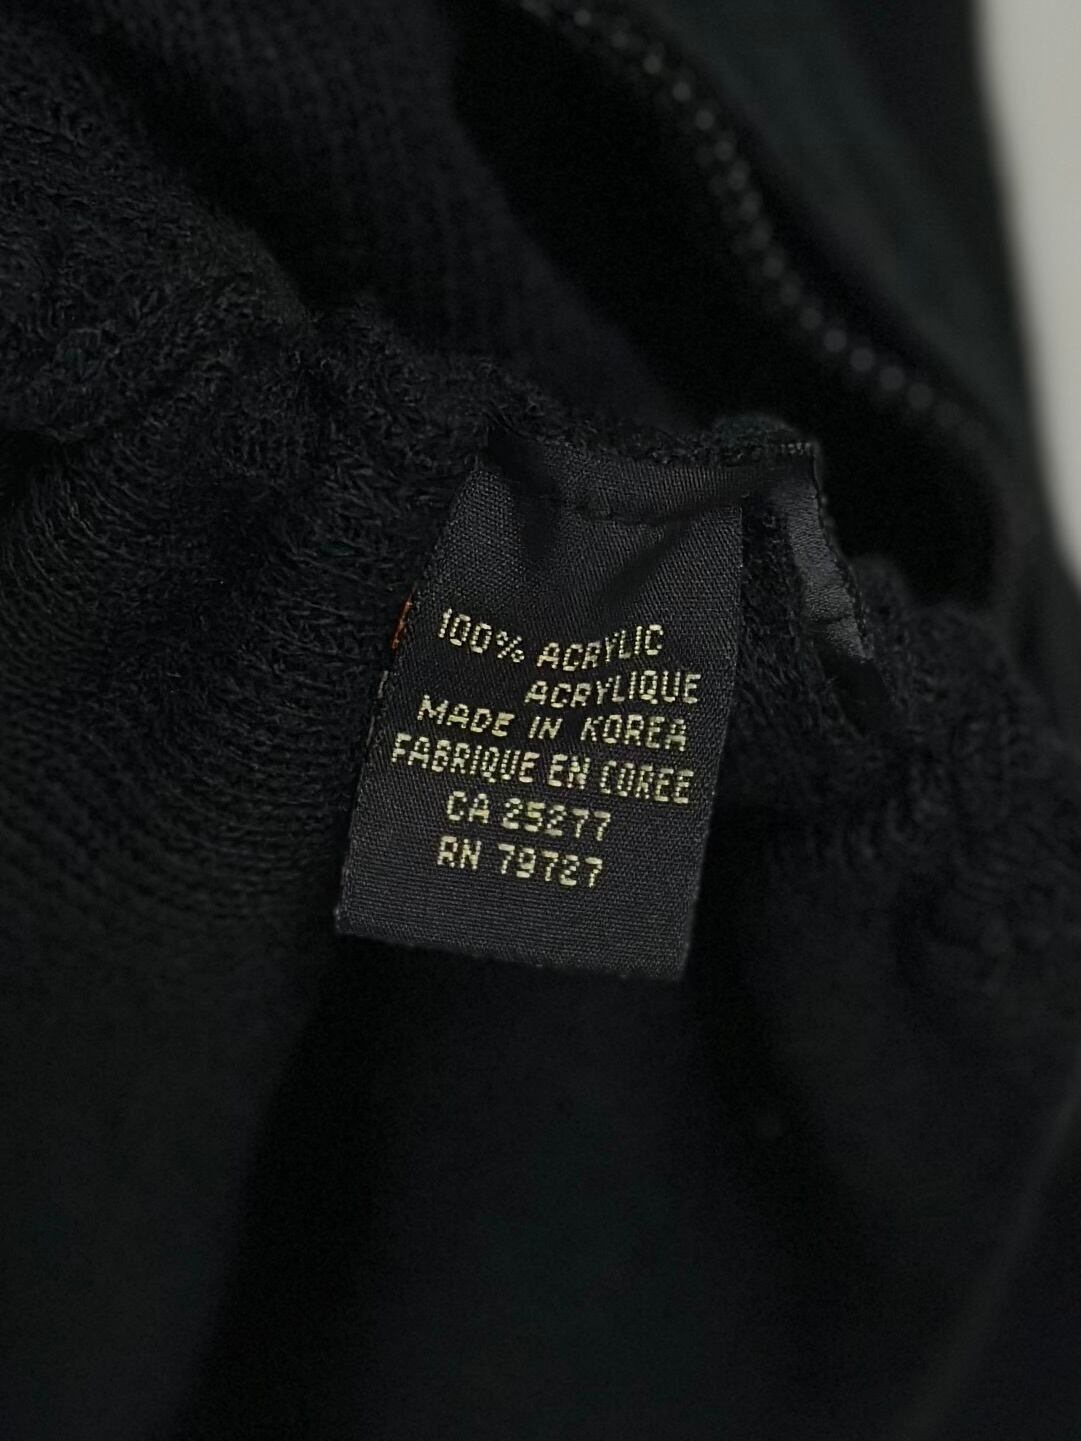 100% ACRYLIC
ACRYLIQUE
MADE IN KOREA
FABRIQUE EN COREE
CA 25277
RN 79727